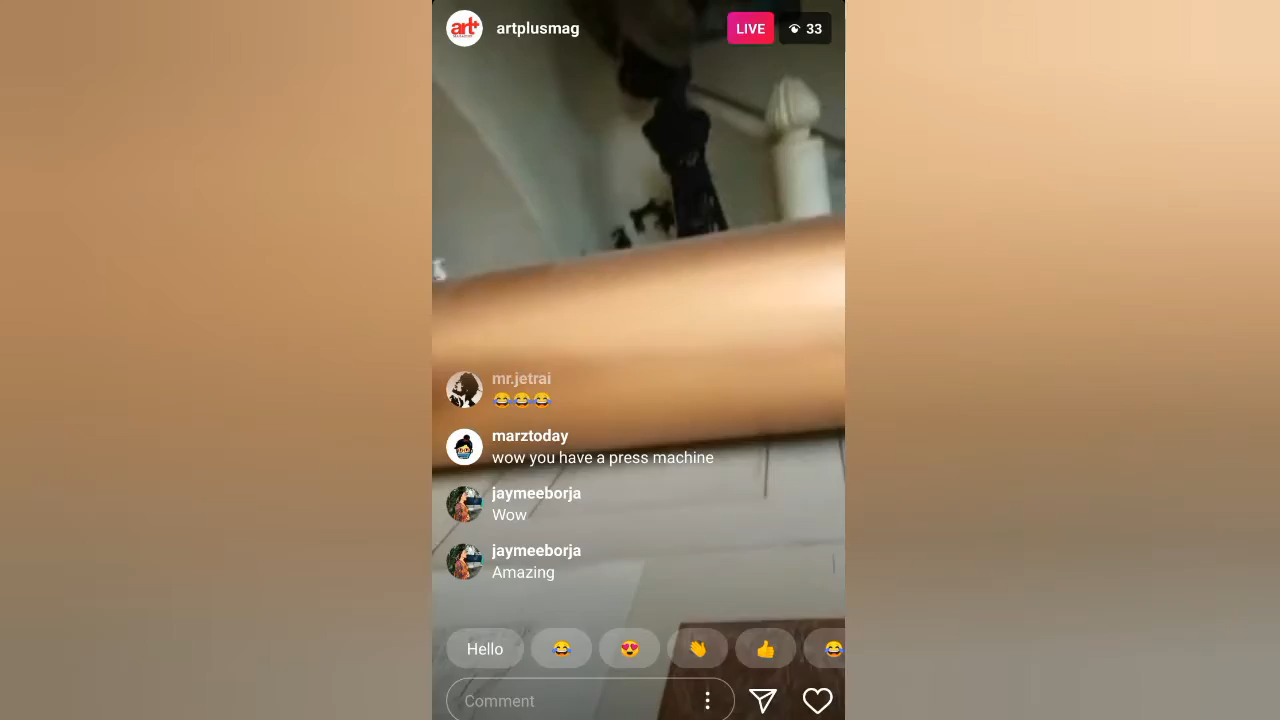 art+
artplusmag
LIVE
33
mr.jetrai
😂😂😂
marztoday
wow you have a press machine
jaymeeborja
Wow
jaymeeborja
Amazing
Hello
Comment